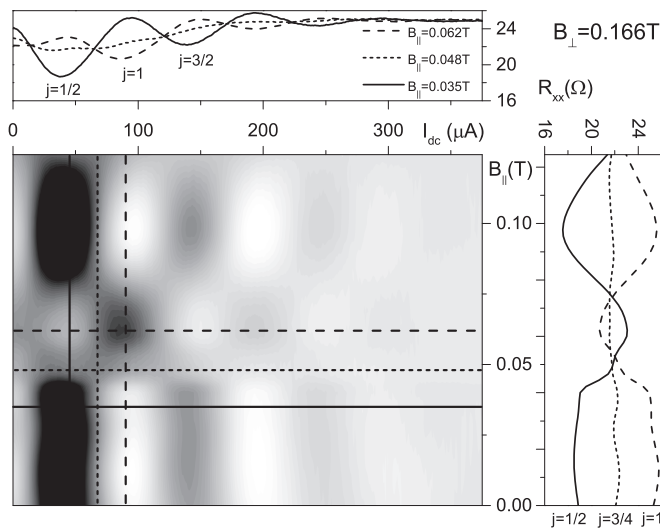 24
20
16
B||=0.062T
B||=0.048T
B||=0.035T
j=1/2
j=1
j=3/2
B⊥=0.166T
Rxx(Ω)
0 100 200 300 Idc (μA)
16 20 24
B||(T)
0.10
0.05
0.00
j=1/2 j=3/4 j=1